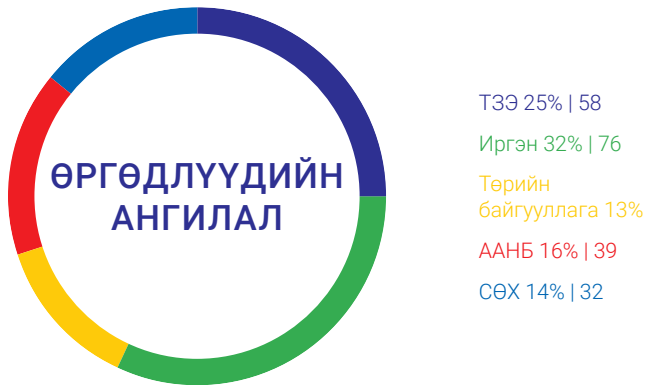 ӨРГӨДЛҮҮДИЙН
АНГИЛАЛ
ТЗЭ 25% | 58
Иргэн 32% | 76
Төрийн
байгууллага 13%
ААНБ 16% | 39
СӨХ 14% | 32